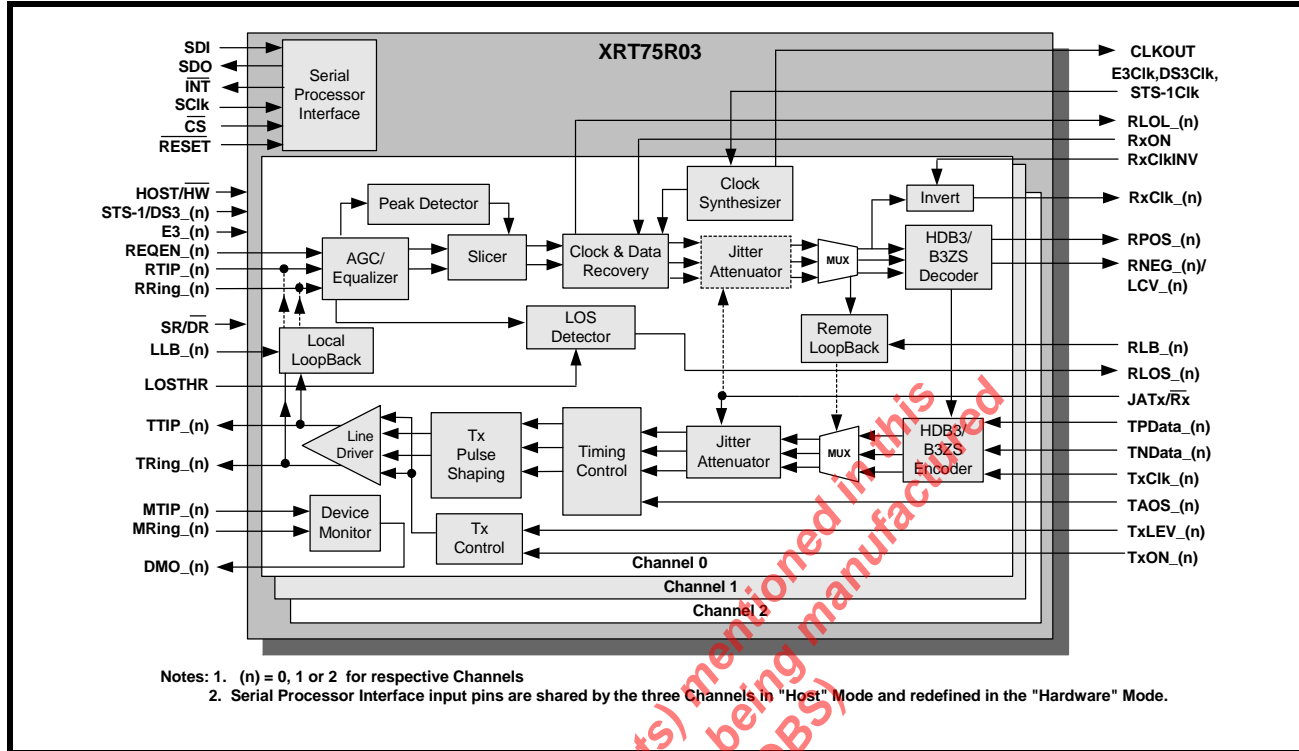 XRT75R03
SDI
SDO
INT
SClk
CS
RESET
Serial
Processor
Interface
CLKOUT
E3Clk,DS3Clk,
STS-1Clk
RLOL_(n)
RxON
RxClkINV
RxClk_(n)
RPOS_(n)
RNEG_(n)/
LCV_(n)
RLB_(n)
RLOS_(n)
JATx/Rx
TPData_(n)
TNData_(n)
TxClk_(n)
TAOS_(n)
TxLEV_(n)
TxON_(n)
HOST/HW
STS-1/DS3_(n)
E3_(n)
REQEN_(n)
RTIP_(n)
RRing_(n)
SR/DR
LLB_(n)
LOSTHR
TTIP_(n)
TRing_(n)
MTIP_(n)
MRing_(n)
DMO_(n)
Peak Detector
AGC/
Equalizer
Slicer
Clock & Data
Recovery
Clock
Synthesizer
Jitter
Attenuator
MUX
Invert
HDB3/
B3ZS
Decoder
LOS
Detector
Remote
LoopBack
Local
LoopBack
Line
Driver
Tx
Pulse
Shaping
Timing
Control
Jitter
Attenuator
MUX
HDB3/
B3ZS
Encoder
Device
Monitor
Tx
Control
Channel 0
Channel 1
Channel 2
Notes: 1. (n) = 0, 1 or 2 for respective Channels
2. Serial Processor Interface input pins are shared by the three Channels in "Host" Mode and redefined in the "Hardware" Mode.
mentioned in this
being manufactured